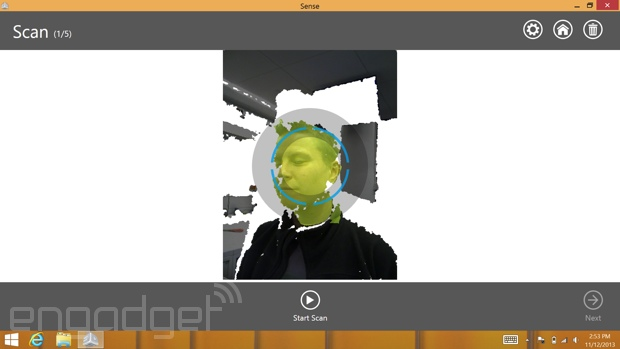 Sense
Scan (1/5)
Start Scan
Next
engadget
2:53 PM
11/12/2013